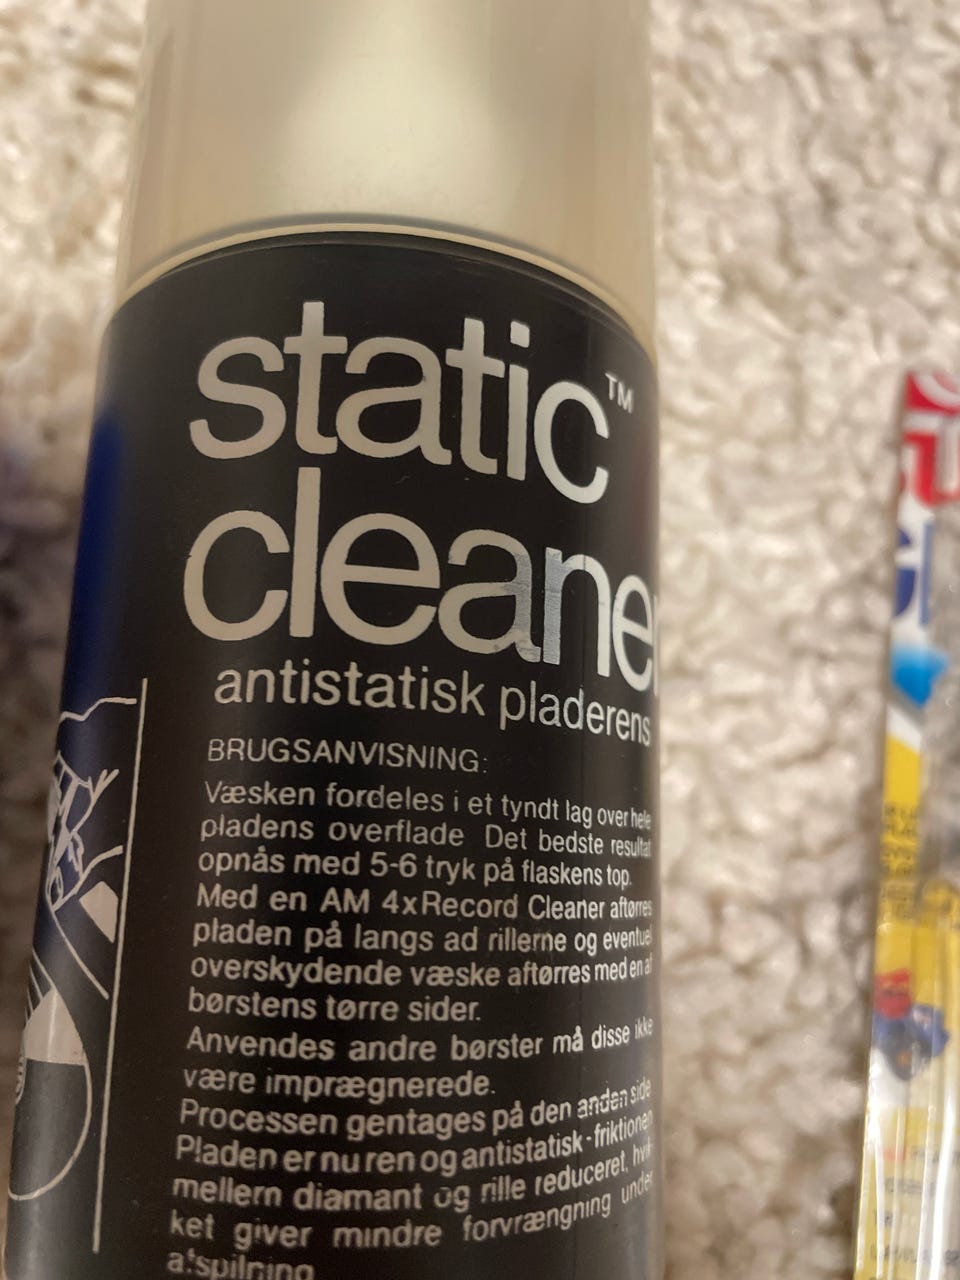 static™
cleaner
antistatisk pladerens
BRUGSANVISNING:
Væsken fordeles i et tyndt lag over hele
pladens overflade Det bedste resultat
opnås med 5-6 tryk på flaskens top.
Med en AM 4xRecord Cleaner aftørres
pladen på langs ad rillerne og eventuel
overskydende væske aftørres med en af
børstens tørre sider.
Anvendes andre børster må disse ikke
være imprægnerede.
Processen gentages på den anden side
Pladen er nu ren og antistatisk-friktionen
mellem diamant og rille reduceret, hvil-
ket giver mindre forvrængning under
afspilning